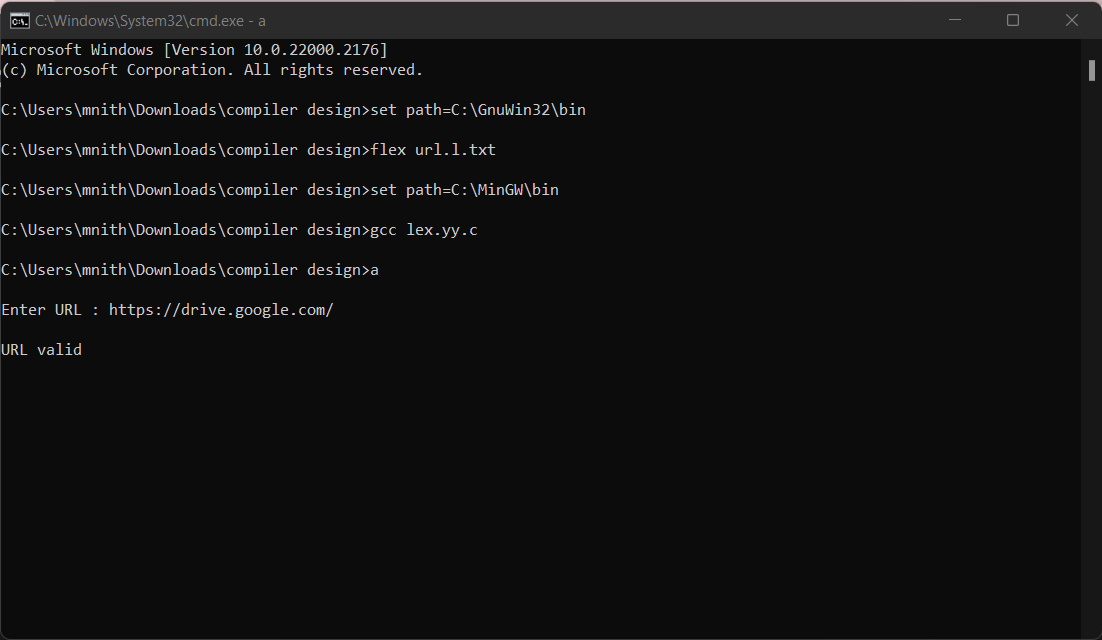 C:\Windows\System32\cmd.exe - a
Microsoft Windows [Version 10.0.22000.2176]
(c) Microsoft Corporation. All rights reserved.
C:\Users\mnith\Downloads\compiler design>set path=C:\GnuWin32\bin
C:\Users\mnith\Downloads\compiler design>flex url.l.txt
C:\Users\mnith\Downloads\compiler design>set path=C:\MinGW\bin
C:\Users\mnith\Downloads\compiler design>gcc lex.yy.c
C:\Users\mnith\Downloads\compiler design>a
Enter URL : https://drive.google.com/
URL valid